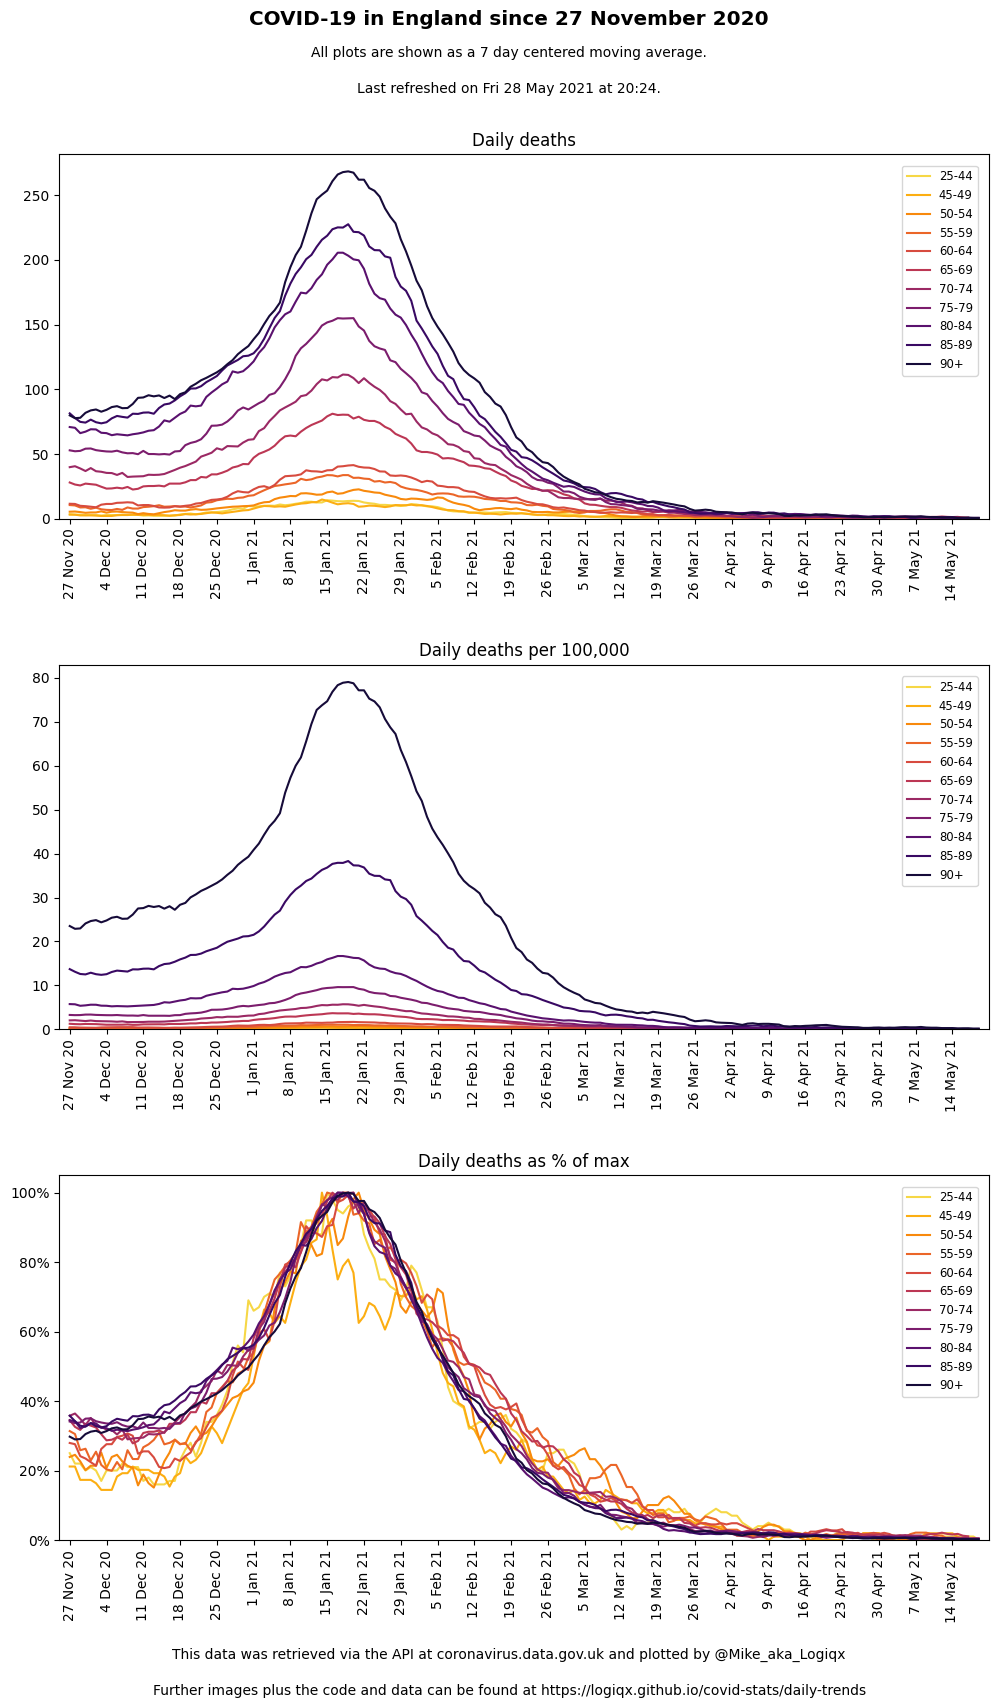 COVID-19 in England since 27 November 2020
All plots are shown as a 7 day centered moving average.
Last refreshed on Fri 28 May 2021 at 20:24.
Daily deaths
250
200
150
100
50
0
25-44
45-49
50-54
55-59
60-64
65-69
70-74
75-79
80-84
85-89
90+
27 Nov 20
4 Dec 20
11 Dec 20
18 Dec 20
25 Dec 20
1 Jan 21
8 Jan 21
15 Jan 21
22 Jan 21
29 Jan 21
5 Feb 21
12 Feb 21
19 Feb 21
26 Feb 21
5 Mar 21
12 Mar 21
19 Mar 21
26 Mar 21
2 Apr 21
9 Apr 21
16 Apr 21
23 Apr 21
30 Apr 21
7 May 21
14 May 21
Daily deaths per 100,000
80
70
60
50
40
30
20
10
0
25-44
45-49
50-54
55-59
60-64
65-69
70-74
75-79
80-84
85-89
90+
27 Nov 20
4 Dec 20
11 Dec 20
18 Dec 20
25 Dec 20
1 Jan 21
8 Jan 21
15 Jan 21
22 Jan 21
29 Jan 21
5 Feb 21
12 Feb 21
19 Feb 21
26 Feb 21
5 Mar 21
12 Mar 21
19 Mar 21
26 Mar 21
2 Apr 21
9 Apr 21
16 Apr 21
23 Apr 21
30 Apr 21
7 May 21
14 May 21
Daily deaths as % of max
100%
80%
60%
40%
20%
0%
25-44
45-49
50-54
55-59
60-64
65-69
70-74
75-79
80-84
85-89
90+
27 Nov 20
4 Dec 20
11 Dec 20
18 Dec 20
25 Dec 20
1 Jan 21
8 Jan 21
15 Jan 21
22 Jan 21
29 Jan 21
5 Feb 21
12 Feb 21
19 Feb 21
26 Feb 21
5 Mar 21
12 Mar 21
19 Mar 21
26 Mar 21
2 Apr 21
9 Apr 21
16 Apr 21
23 Apr 21
30 Apr 21
7 May 21
14 May 21
This data was retrieved via the API at coronavirus.data.gov.uk and plotted by @Mike_aka_Logiqx
Further images plus the code and data can be found at https://logiqx.github.io/covid-stats/daily-trends